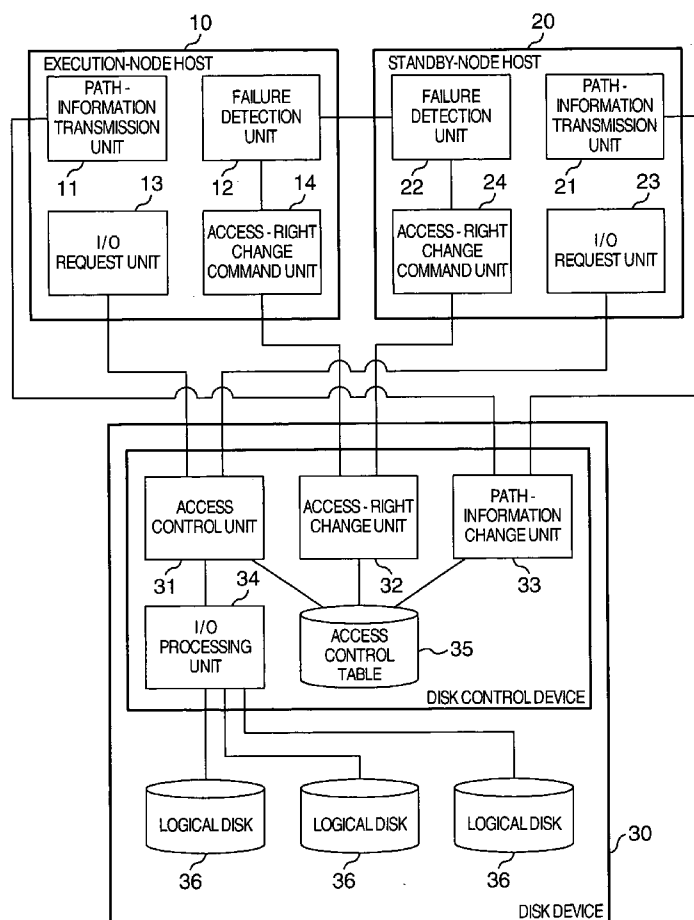 10
20
EXECUTION-NODE HOST
PATH -
INFORMATION
TRANSMISSION
UNIT
11
FAILURE
DETECTION
UNIT
12
13
I/O
REQUEST UNIT
14
ACCESS - RIGHT
CHANGE
COMMAND UNIT
STANDBY-NODE HOST
FAILURE
DETECTION
UNIT
22
PATH -
INFORMATION
TRANSMISSION
UNIT
21
24
ACCESS - RIGHT
CHANGE
COMMAND UNIT
23
I/O
REQUEST UNIT
ACCESS
CONTROL UNIT
31
ACCESS - RIGHT
CHANGE UNIT
32
PATH -
INFORMATION
CHANGE UNIT
33
34
I/O
PROCESSING
UNIT
ACCESS
CONTROL
TABLE
35
DISK CONTROL DEVICE
LOGICAL DISK
36
LOGICAL DISK
36
LOGICAL DISK
36
30
DISK DEVICE